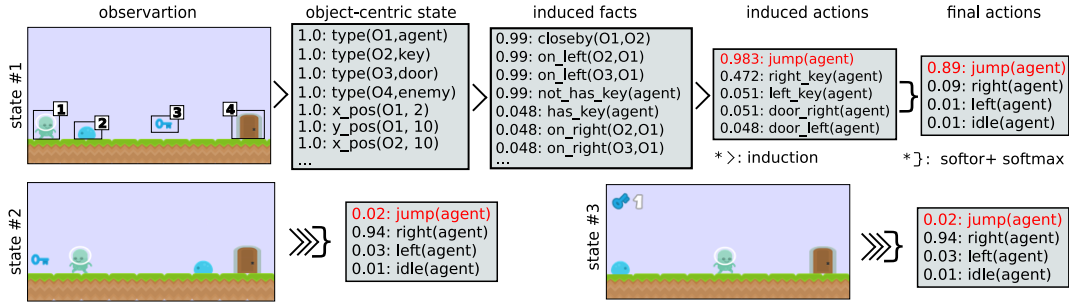 observartion
object-centric state
induced facts
induced actions
final actions
state #1
1
2
3
4
1.0: type(O1,agent)
1.0: type(O2,key)
1.0: type(O3,door)
1.0: type(O4,enemy)
1.0: x_pos(O1, 2)
1.0: y_pos(O1, 10)
1.0: x_pos(O2, 10)
...
0.99: closeby(O1,O2)
0.99: on_left(O2,O1)
0.99: on_left(O3,O1)
0.99: not_has_key(agent)
0.048: has_key(agent)
0.048: on_right(O2,O1)
0.048: on_right(O3,O1)
...
0.983: jump(agent)
0.472: right_key(agent)
0.051: left_key(agent)
0.051: door_right(agent)
0.048: door_left(agent)
0.89: jump(agent)
0.09: right(agent)
0.01: left(agent)
0.01: idle(agent)
*>: induction
*}: softor+ softmax
state #2
0.02: jump(agent)
0.94: right(agent)
0.03: left(agent)
0.01: idle(agent)
state #3
1
0.02: jump(agent)
0.94: right(agent)
0.03: left(agent)
0.01: idle(agent)